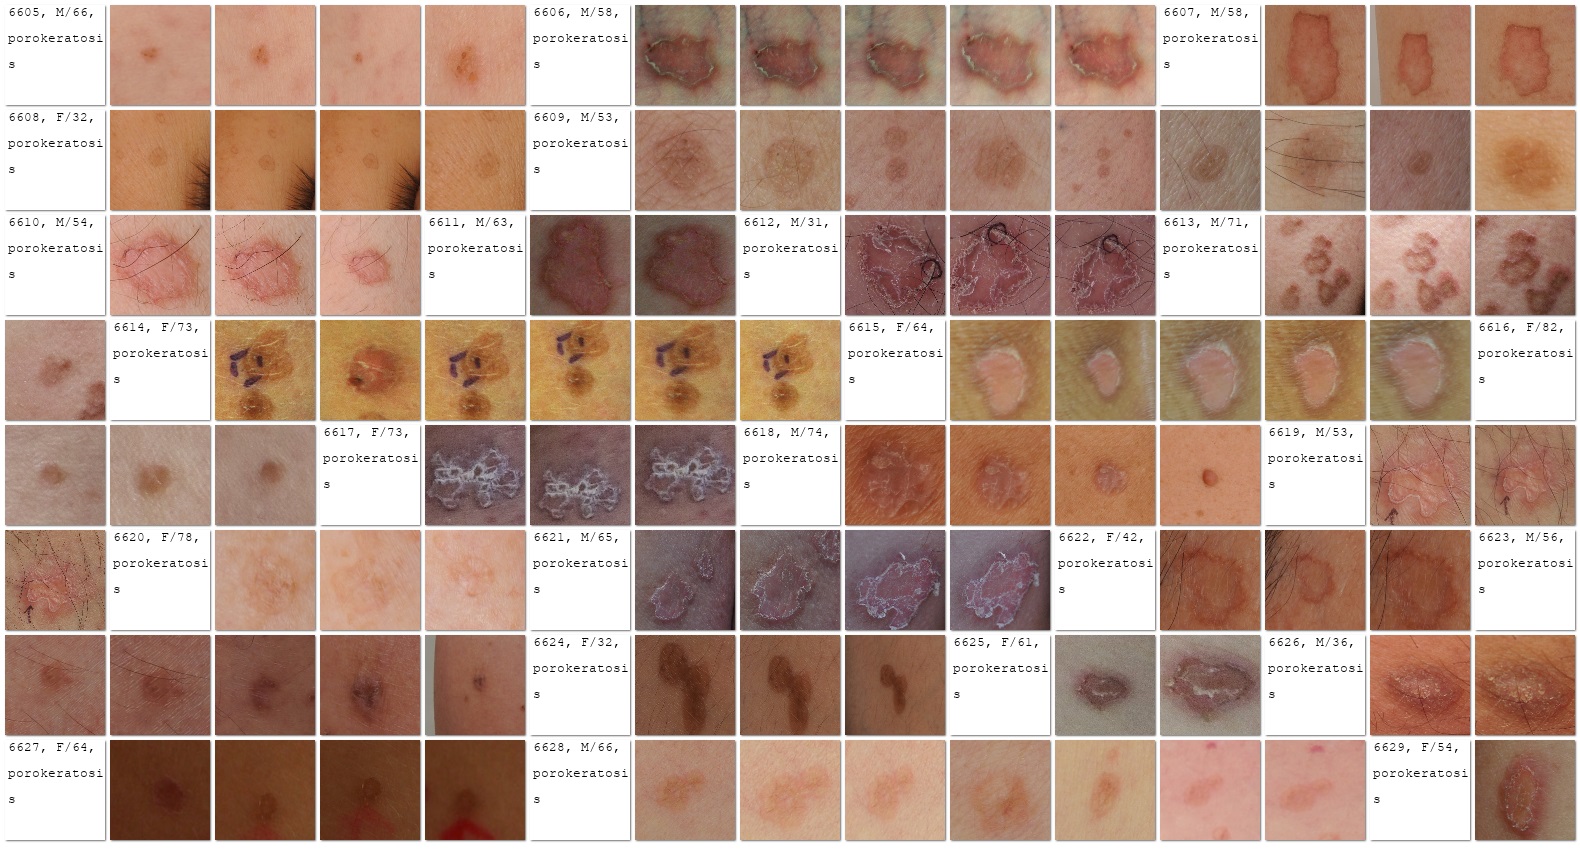 6605, M/66,
porokeratosi
s
6606, M/58,
porokeratosi
s
6607, M/58,
porokeratosi
s
6608, F/32,
porokeratosi
s
6609, M/53,
porokeratosi
s
6610, M/54,
porokeratosi
s
6611, M/63,
porokeratosi
s
6612, M/31,
porokeratosi
s
6613, M/71,
porokeratosi
s
6614, F/73,
porokeratosi
s
6615, F/64,
porokeratosi
s
6616, F/82,
porokeratosi
s
6617, F/73,
porokeratosi
s
6618, M/74,
porokeratosi
s
6619, M/53,
porokeratosi
s
6620, F/78,
porokeratosi
s
6621, M/65,
porokeratosi
s
6622, F/42,
porokeratosi
s
6623, M/56,
porokeratosi
s
6624, F/32,
porokeratosi
s
6625, F/61,
porokeratosi
s
6626, M/36,
porokeratosi
s
6627, F/64,
porokeratosi
s
6628, M/66,
porokeratosi
s
6629, F/54,
porokeratosi
s